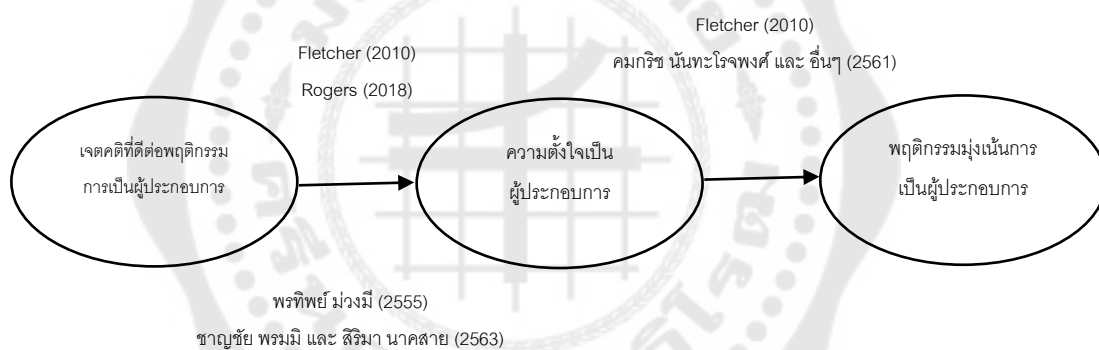 Fletcher (2010)
คมกริช นันทะโรจพงศ์ และ อื่นๆ (2561)
Fletcher (2010)
Rogers (2018)
เจตคติที่ดีต่อพฤติกรรม
การเป็นผู้ประกอบการ
ความตั้งใจเป็น
ผู้ประกอบการ
พฤติกรรมมุ่งเน้นการ
เป็นผู้ประกอบการ
พรทิพย์ ม่วงมี (2555)
ชาญชัย พรมมิ และ สิริมา นาคสาย (2563)